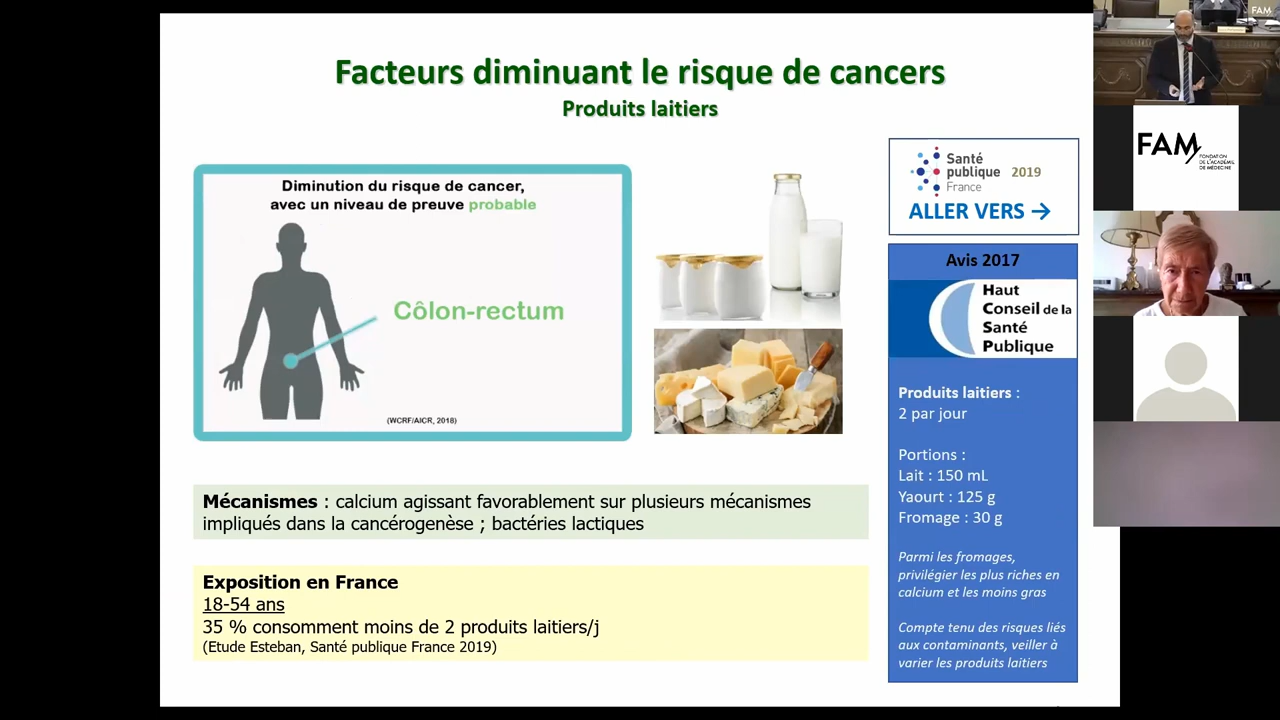 Facteurs diminuant le risque de cancers
Produits laitiers
Diminution du risque de cancer,
avec un niveau de preuve probable
Côlon-rectum
(WCRF/AICR, 2018)
Mécanismes : calcium agissant favorablement sur plusieurs mécanismes
impliqués dans la cancérogenèse ; bactéries lactiques
Exposition en France
18-54 ans
35 % consomment moins de 2 produits laitiers/j
(Etude Esteban, Santé publique France 2019)
Santé
publique
France
2019
ALLER VERS →
Avis 2017
Haut
Conseil de la
Santé
Publique
Produits laitiers :
2 par jour
Portions :
Lait : 150 mL
Yaourt : 125 g
Fromage : 30 g
Parmi les fromages,
privilégier les plus riches en
calcium et les moins gras
Compte tenu des risques liés
aux contaminants, veiller à
varier les produits laitiers
FAM
FAM
FONDATION
DE L'ACADÉMIE
DE MÉDECINE